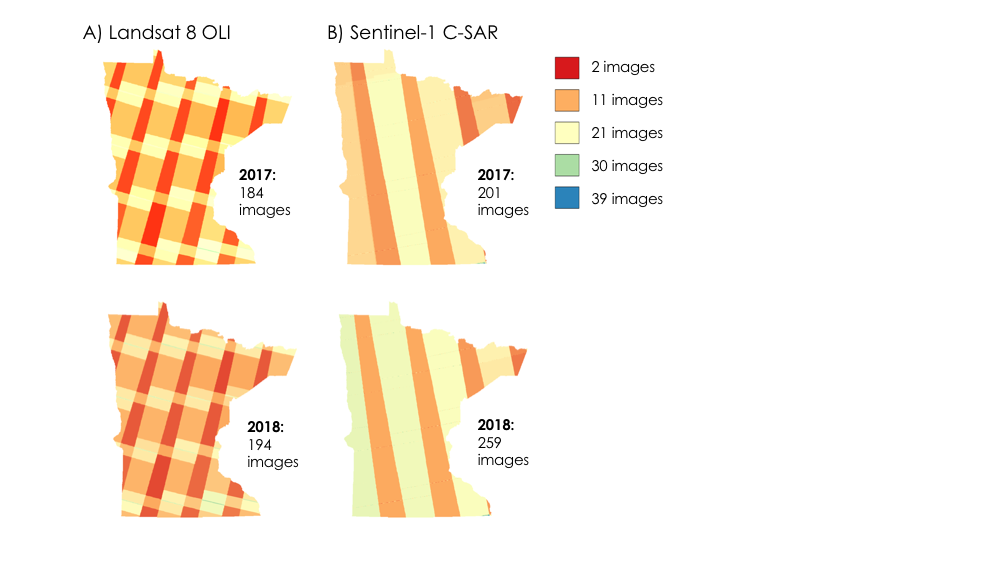 A) Landsat 8 OLI
B) Sentinel-1 C-SAR
2 images
11 images
21 images
30 images
39 images
2017:
184
images
2017:
201
images
2018:
194
images
2018:
259
images